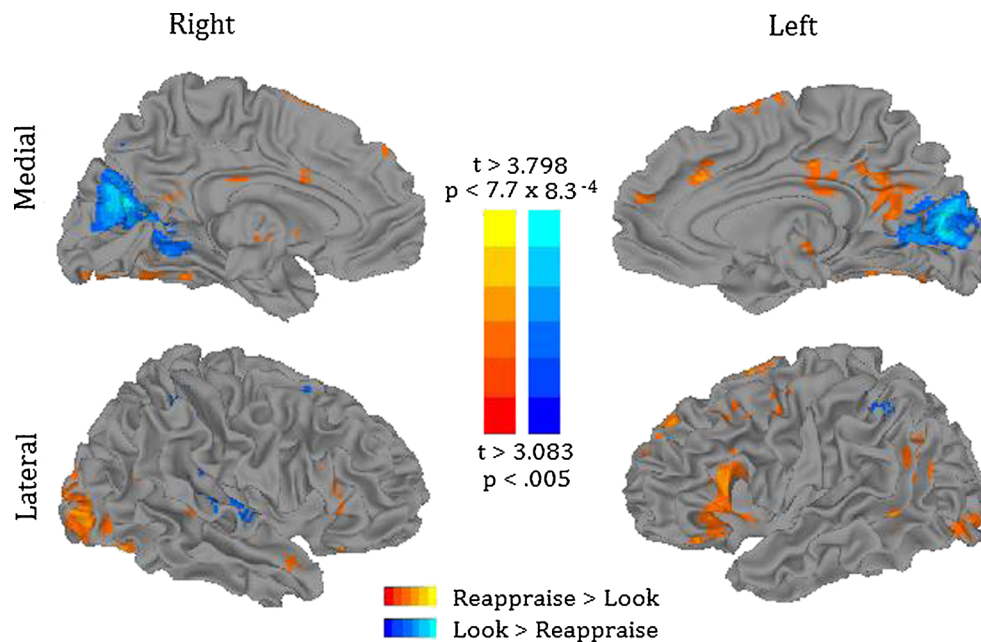 Right
Left
Medial
t > 3.798
p < 7.7 x 8.3⁻⁴
Lateral
t > 3.083
p < .005
Reappraise > Look
Look > Reappraise